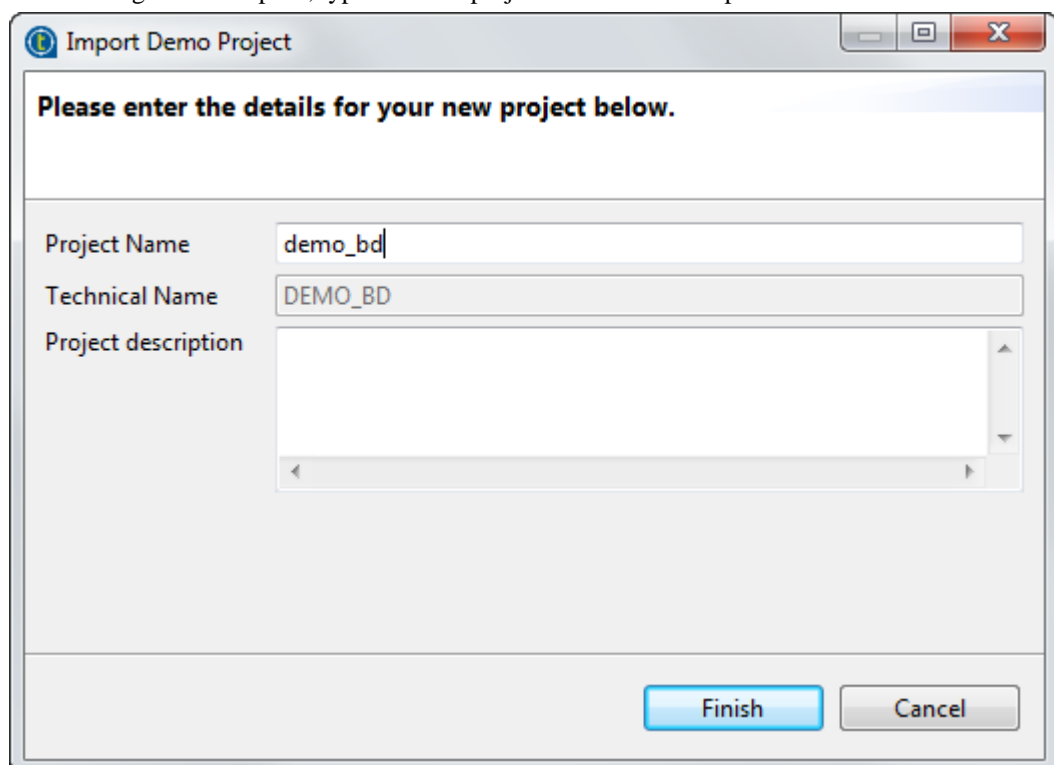 Import Demo Project
Please enter the details for your new project below.
Project Name demo_bd
Technical Name DEMO_BD
Project description
Finish Cancel